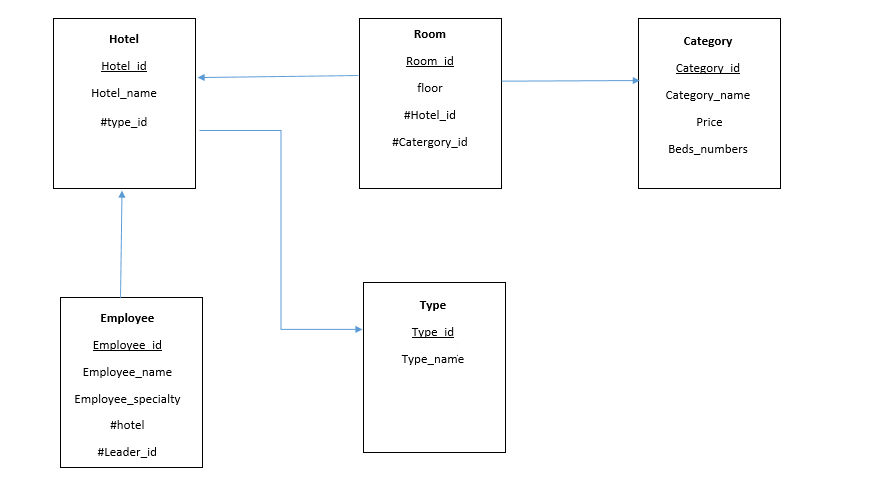 Hotel
Hotel_id
Hotel_name
#type_id
Room
Room_id
floor
#Hotel_id
#Catergory_id
Category
Category_id
Category_name
Price
Beds_numbers
Employee
Employee_id
Employee_name
Employee_specialty
#hotel
#Leader_id
Type
Type_id
Type_name